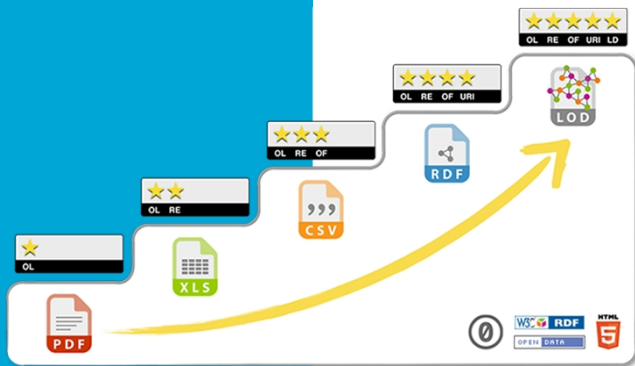 OL RE OF URI LD
LOD
OL RE OF URI
RDF
OL RE OF
CSV
OL RE
XLS
OL
PDF
0
W3C RDF
OPEN DATA
HTML
5